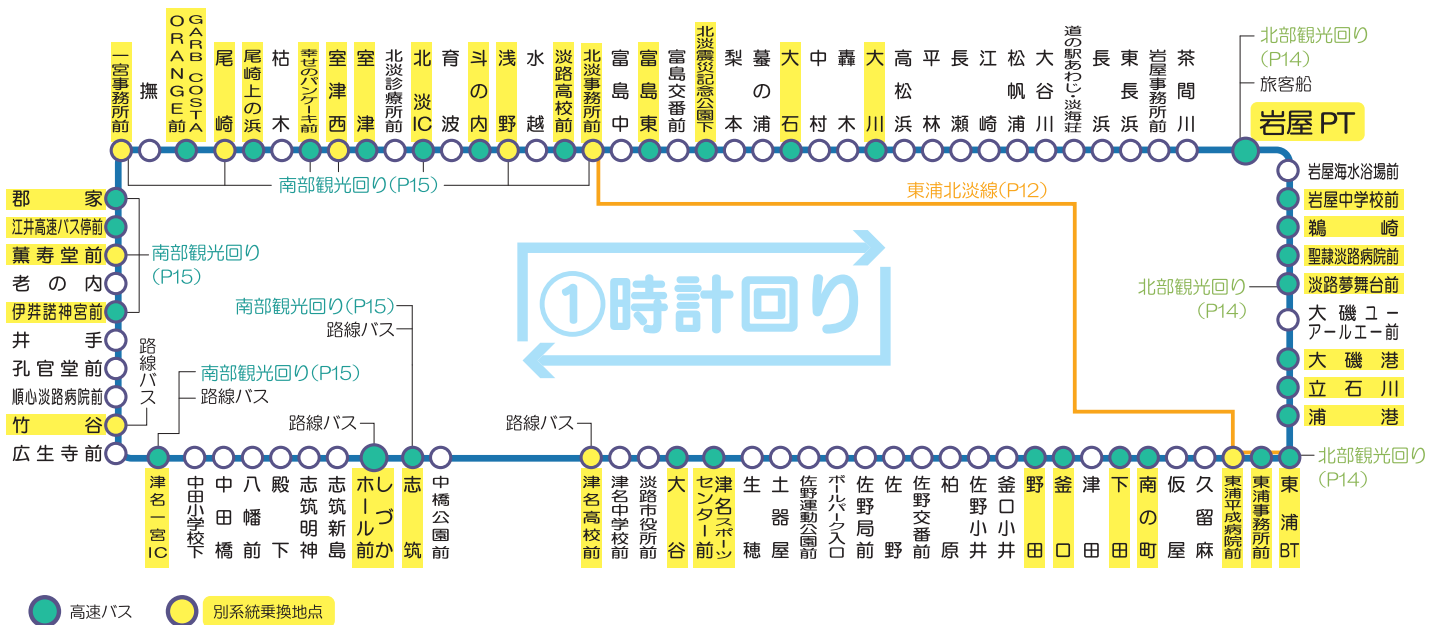 一宮事務所前
撫
GARB COSTA
ORANGE前
尾崎
尾崎上の浜
枯木
幸せのパンケーキ前
室津西
室津
北淡診療所前
北淡IC
育波
斗の内
浅野
水越
淡路高校前
北淡事務所前
富島中
富島東
富島交番前
北淡震災記念公園下
梨本
蟇の浦
大石
中村
轟木
大川
高松浜
平林
長瀬
江崎
松帆浦
大谷川
道の駅あわじ・淡海荘
長浜
東長浜
岩屋事務所前
茶間川
北部観光回り
(P14)
旅客船
岩屋PT
岩屋海水浴場前
岩屋中学校前
鵜崎
聖隷淡路病院前
淡路夢舞台前
大磯ユー
アールエー前
大磯港
立石川
浦港
北部観光回り
(P14)
北部観光回り
(P14)
南部観光回り(P15)
東浦北淡線(P12)
①時計回り
郡家
江井高速バス停前
薫寿堂前
老の内
伊弉諾神宮前
井手
孔官堂前
順心淡路病院前
竹谷
広生寺前
南部観光回り
(P15)
路線バス
南部観光回り(P15)
路線バス
南部観光回り(P15)
路線バス
路線バス
路線バス
津名一宮IC
中田小学校下
中田橋
八幡前
殿下
志筑明神
志筑新島
しづか
ホール前
志筑
中橋公園前
津名高校前
津名中学校前
淡路市役所前
大谷
津名スポーツ
センター前
生穂
土器屋
佐野運動公園前
ボールパーク入口
佐野局前
佐野
佐野交番前
柏原
佐野小井
釜口小井
野田
釜口
津田
下田
南の町
仮屋
久留麻
東浦平成病院前
東浦事務所前
東浦BT
高速バス
別系統乗換地点